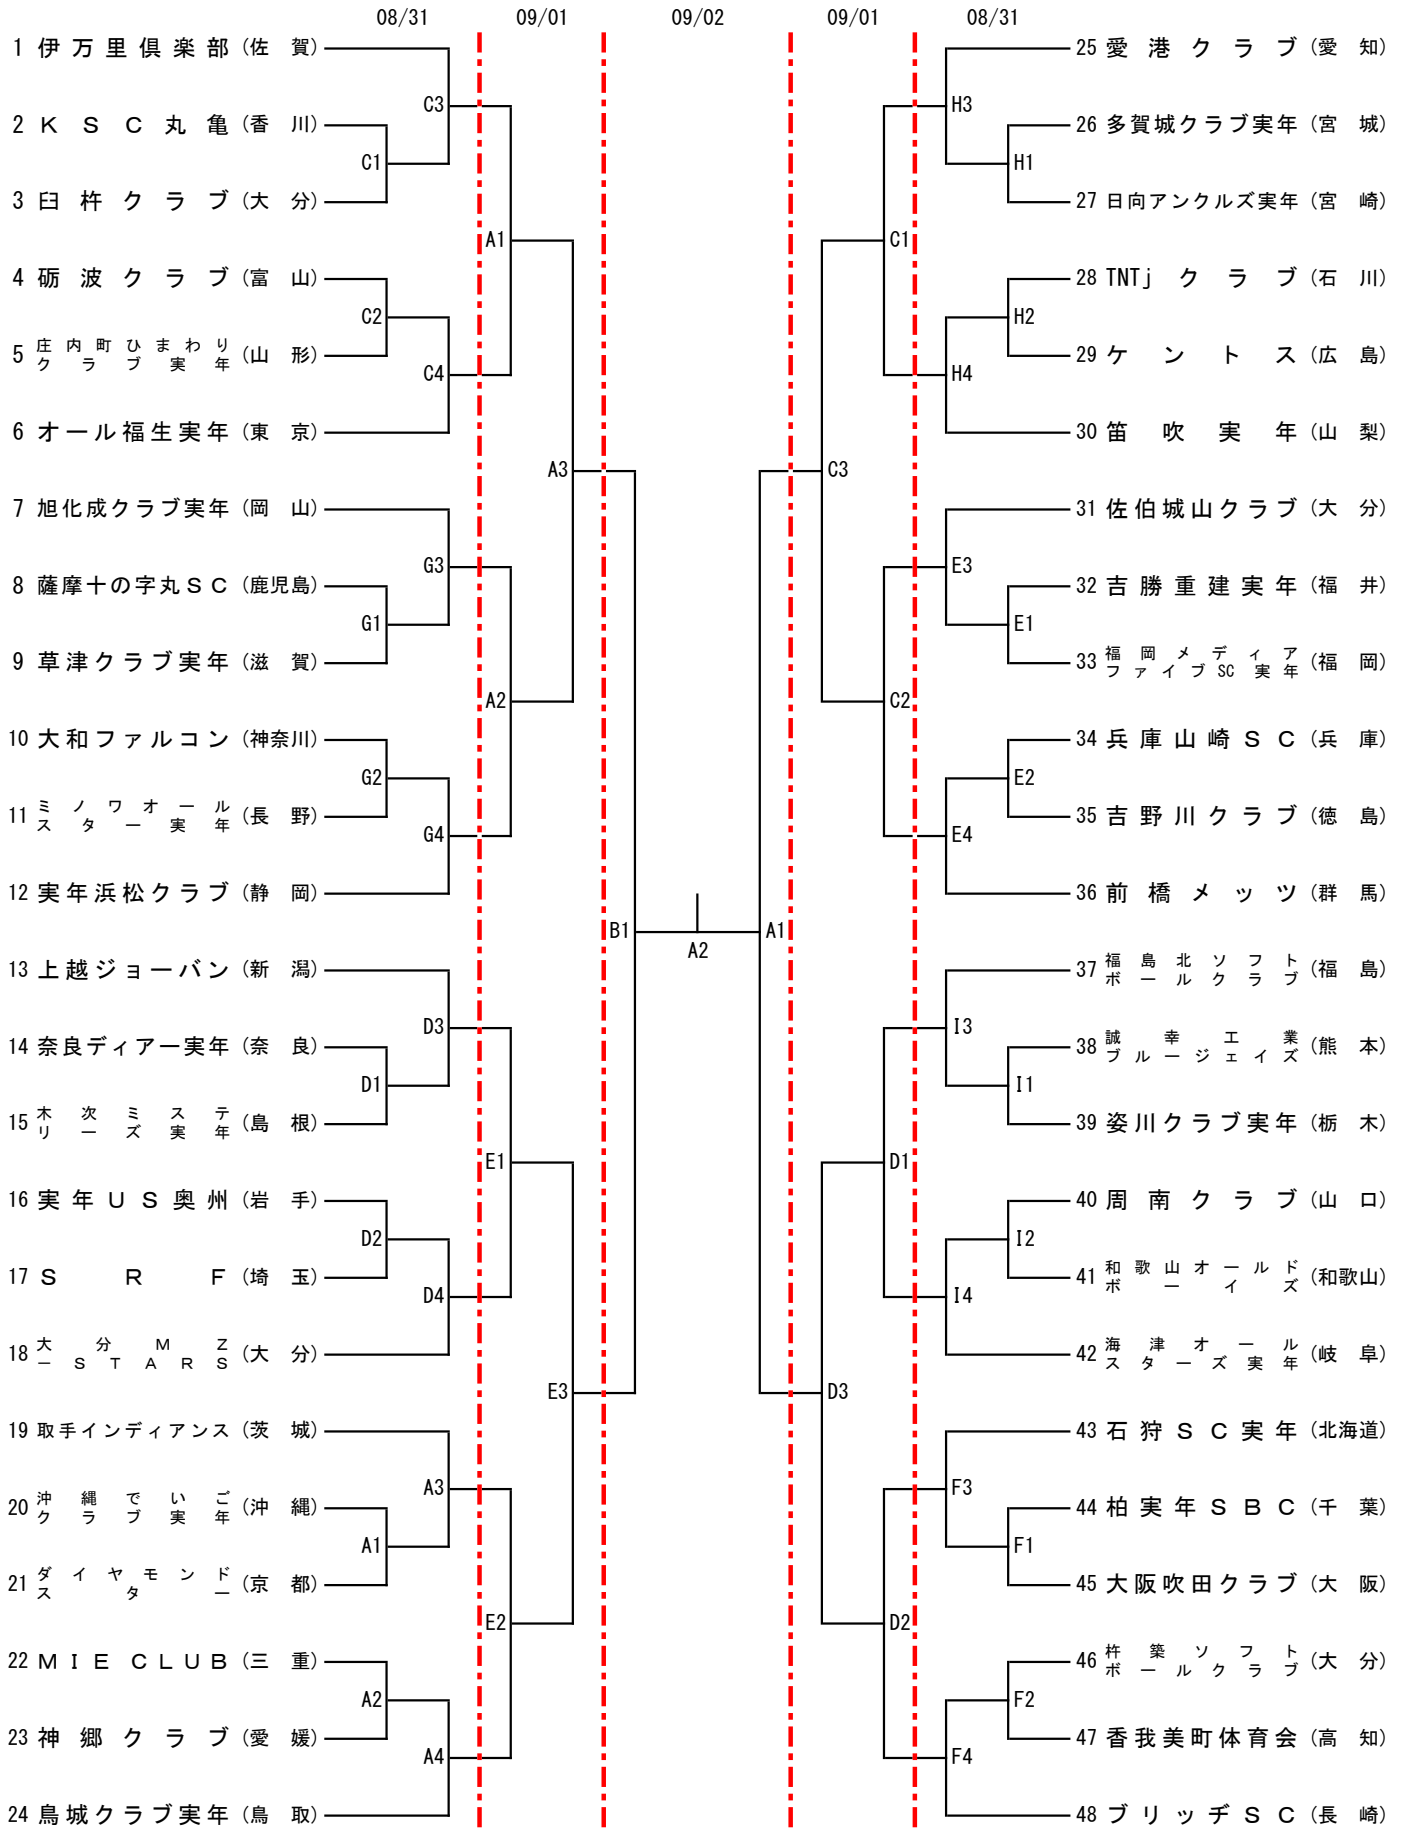 08/31 09/01 09/02 09/01 08/31
1 伊万里倶楽部 (佐 賀)
C3
2 ＫＳＣ丸亀 (香 川)
C1
3 臼杵クラブ (大 分)
A1
4 砺波クラブ (富 山)
C2
5 庄内町ひまわり
クラブ実年 (山 形)
C4
6 オール福生実年 (東 京)
A3
7 旭化成クラブ実年 (岡 山)
G3
8 薩摩十の字丸ＳＣ (鹿児島)
G1
9 草津クラブ実年 (滋 賀)
A2
10 大和ファルコン (神奈川)
G2
11 ミノワオール
スター実年 (長 野)
G4
12 実年浜松クラブ (静 岡)
B1
13 上越ジョーバン (新 潟)
D3
14 奈良ディアー実年 (奈 良)
D1
15 木次ミステ
リーズ実年 (島 根)
E1
16 実年ＵＳ奥州 (岩 手)
D2
17 ＳＲＦ (埼 玉)
D4
18 大分ＭＺ
－ＳＴＡＲＳ (大 分)
E3
19 取手インディアンス (茨 城)
A3
20 沖縄でいご
クラブ実年 (沖 縄)
A1
21 ダイヤモンド
スター (京 都)
E2
22 ＭＩＥ ＣＬＵＢ (三 重)
A2
23 神郷クラブ (愛 媛)
A4
24 鳥城クラブ実年 (鳥 取)
A2
25 愛港クラブ (愛 知)
H3
26 多賀城クラブ実年 (宮 城)
H1
27 日向アンクルズ実年 (宮 崎)
C1
28 TNTj クラブ (石 川)
H2
29 ケントス (広 島)
H4
30 笛吹実年 (山 梨)
C3
31 佐伯城山クラブ (大 分)
E3
32 吉勝重建実年 (福 井)
E1
33 福岡メディア
ファイブSC実年 (福 岡)
C2
34 兵庫山崎ＳＣ (兵 庫)
E2
35 吉野川クラブ (徳 島)
E4
36 前橋メッツ (群 馬)
A1
37 福島北ソフト
ボールクラブ (福 島)
I3
38 誠幸工業
ブルージェイズ (熊 本)
I1
39 姿川クラブ実年 (栃 木)
D1
40 周南クラブ (山 口)
I2
41 和歌山オールド
ボーイズ (和歌山)
I4
42 海津オール
スターズ実年 (岐 阜)
D3
43 石狩ＳＣ実年 (北海道)
F3
44 柏実年ＳＢＣ (千 葉)
F1
45 大阪吹田クラブ (大 阪)
D2
46 杵築ソフト
ボールクラブ (大 分)
F2
47 香我美町体育会 (高 知)
F4
48 ブリッヂＳＣ (長 崎)